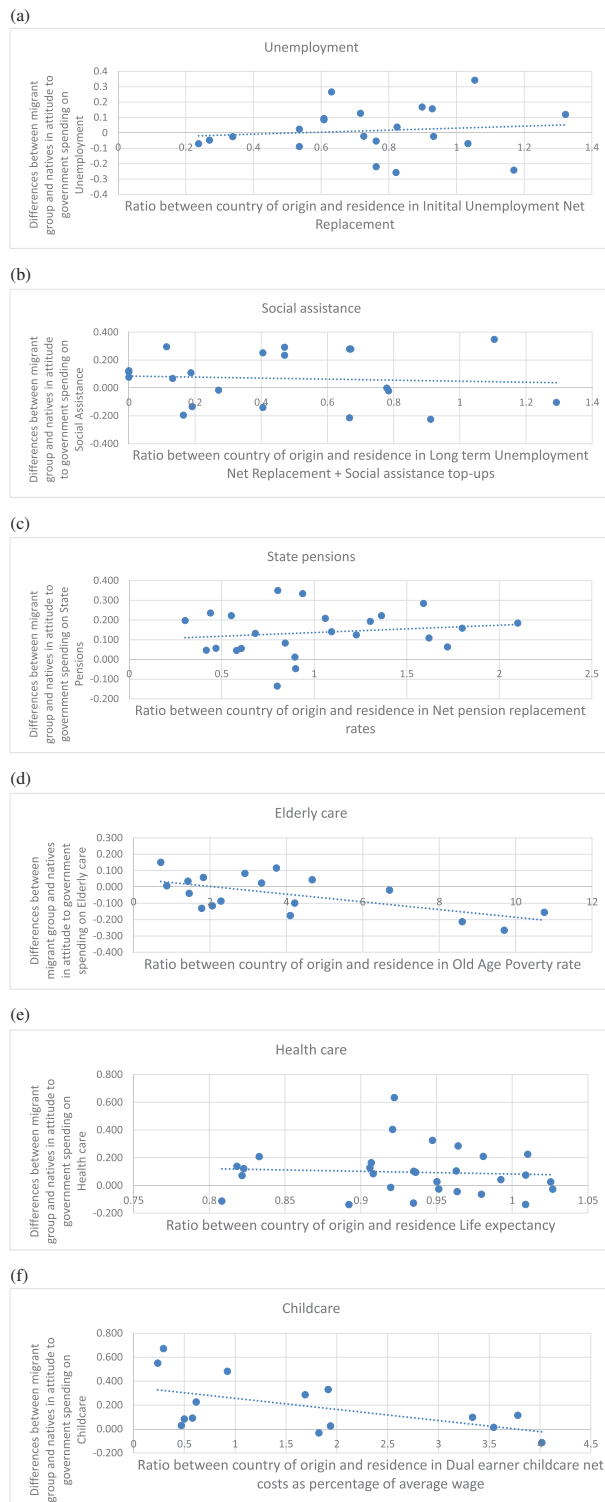 (a)
Unemployment
Differences between migrant
group and natives in attitude to
government spending on
Unemployment
0.4
0.3
0.2
0.1
0
-0.1
-0.2
-0.3
-0.4
0 0.2 0.4 0.6 0.8 1 1.2 1.4
Ratio between country of origin and residence in Initital Unemployment Net
Replacement
(b)
Social assistance
Differences between migrant
group and natives in attitude
to government spending on
Social Assistance
0.400
0.200
0.000
-0.200
-0.400
0 0.2 0.4 0.6 0.8 1 1.2 1.4
Ratio between country of origin and residence in Long term Unemployment
Net Replacement + Social assistance top-ups
(c)
State pensions
Differences between migrant
group and natives in attitude to
government spending on State
Pensions
0.400
0.300
0.200
0.100
0.000
-0.100
-0.200
0 0.5 1 1.5 2 2.5
Ratio between country of origin and residence in Net pension replacement
rates
(d)
Elderly care
Differences between
migrant group and natives
in attitude to government
spending on Elderly care
0.300
0.200
0.100
0.000
-0.100
-0.200
-0.300
-0.400
0 2 4 6 8 10 12
Ratio between country of origin and residence in Old Age Poverty rate
(e)
Health care
Differences between migrant
group and natives in attitude to
government spending on
Health care
0.800
0.600
0.400
0.200
0.000
-0.200
0.75 0.8 0.85 0.9 0.95 1 1.05
Ratio between country of origin and residence Life expectancy
(f)
Childcare
Differences between migrant
group and natives in attitude to
government spending on
Childcare
0.800
0.600
0.400
0.200
0.000
-0.200
0 0.5 1 1.5 2 2.5 3 3.5 4 4.5
Ratio between country of origin and residence in Dual earner childcare net
costs as percentage of average wage